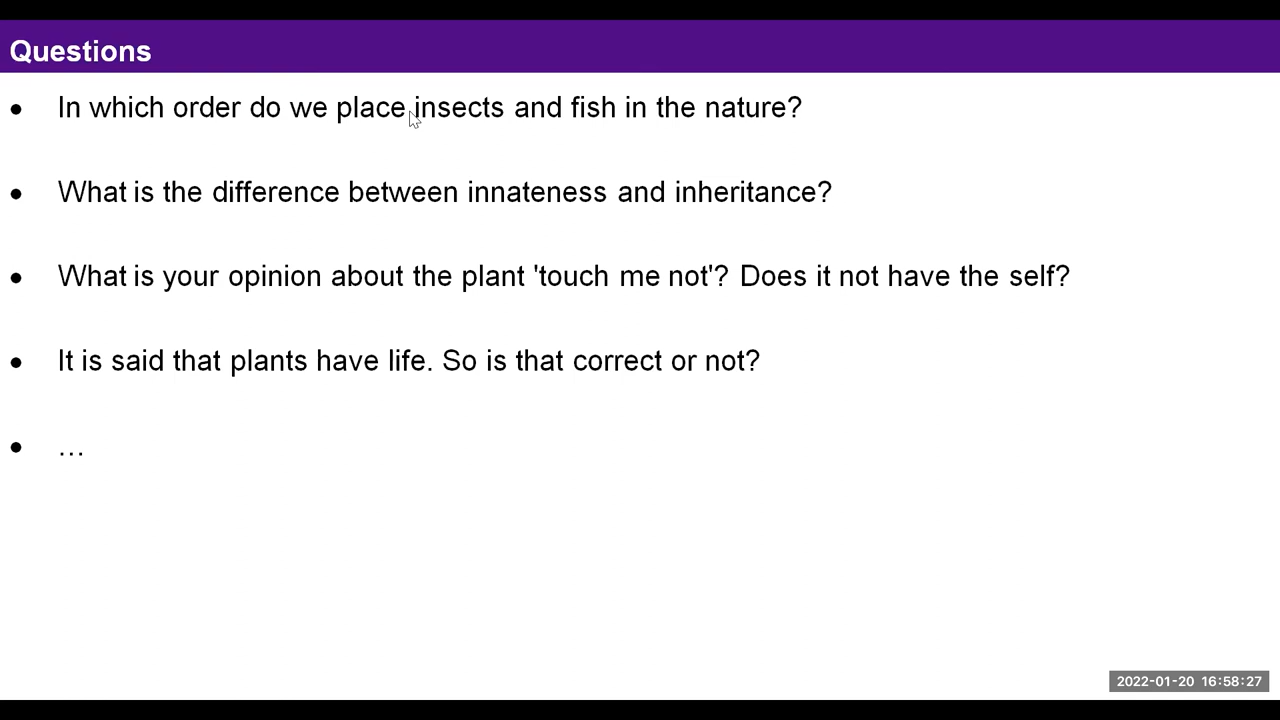 Questions
• In which order do we place insects and fish in the nature?
• What is the difference between innateness and inheritance?
• What is your opinion about the plant 'touch me not'? Does it not have the self?
• It is said that plants have life. So is that correct or not?
• …
2022-01-20 16:58:27